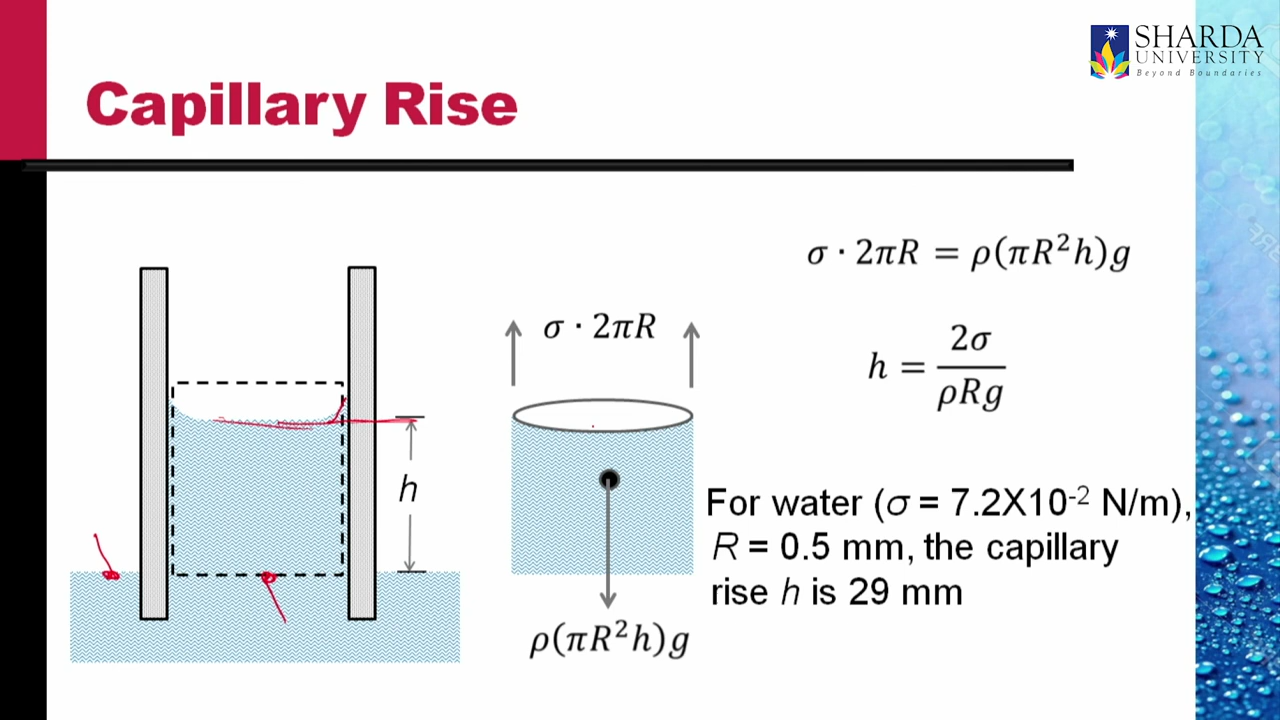 SHARDA
UNIVERSITY
Beyond Boundaries
Capillary Rise
h
σ · 2πR
ρ(πR²h)g
σ · 2πR = ρ(πR²h)g
h = 2σ / ρRg
For water (σ = 7.2X10⁻² N/m),
R = 0.5 mm, the capillary
rise h is 29 mm